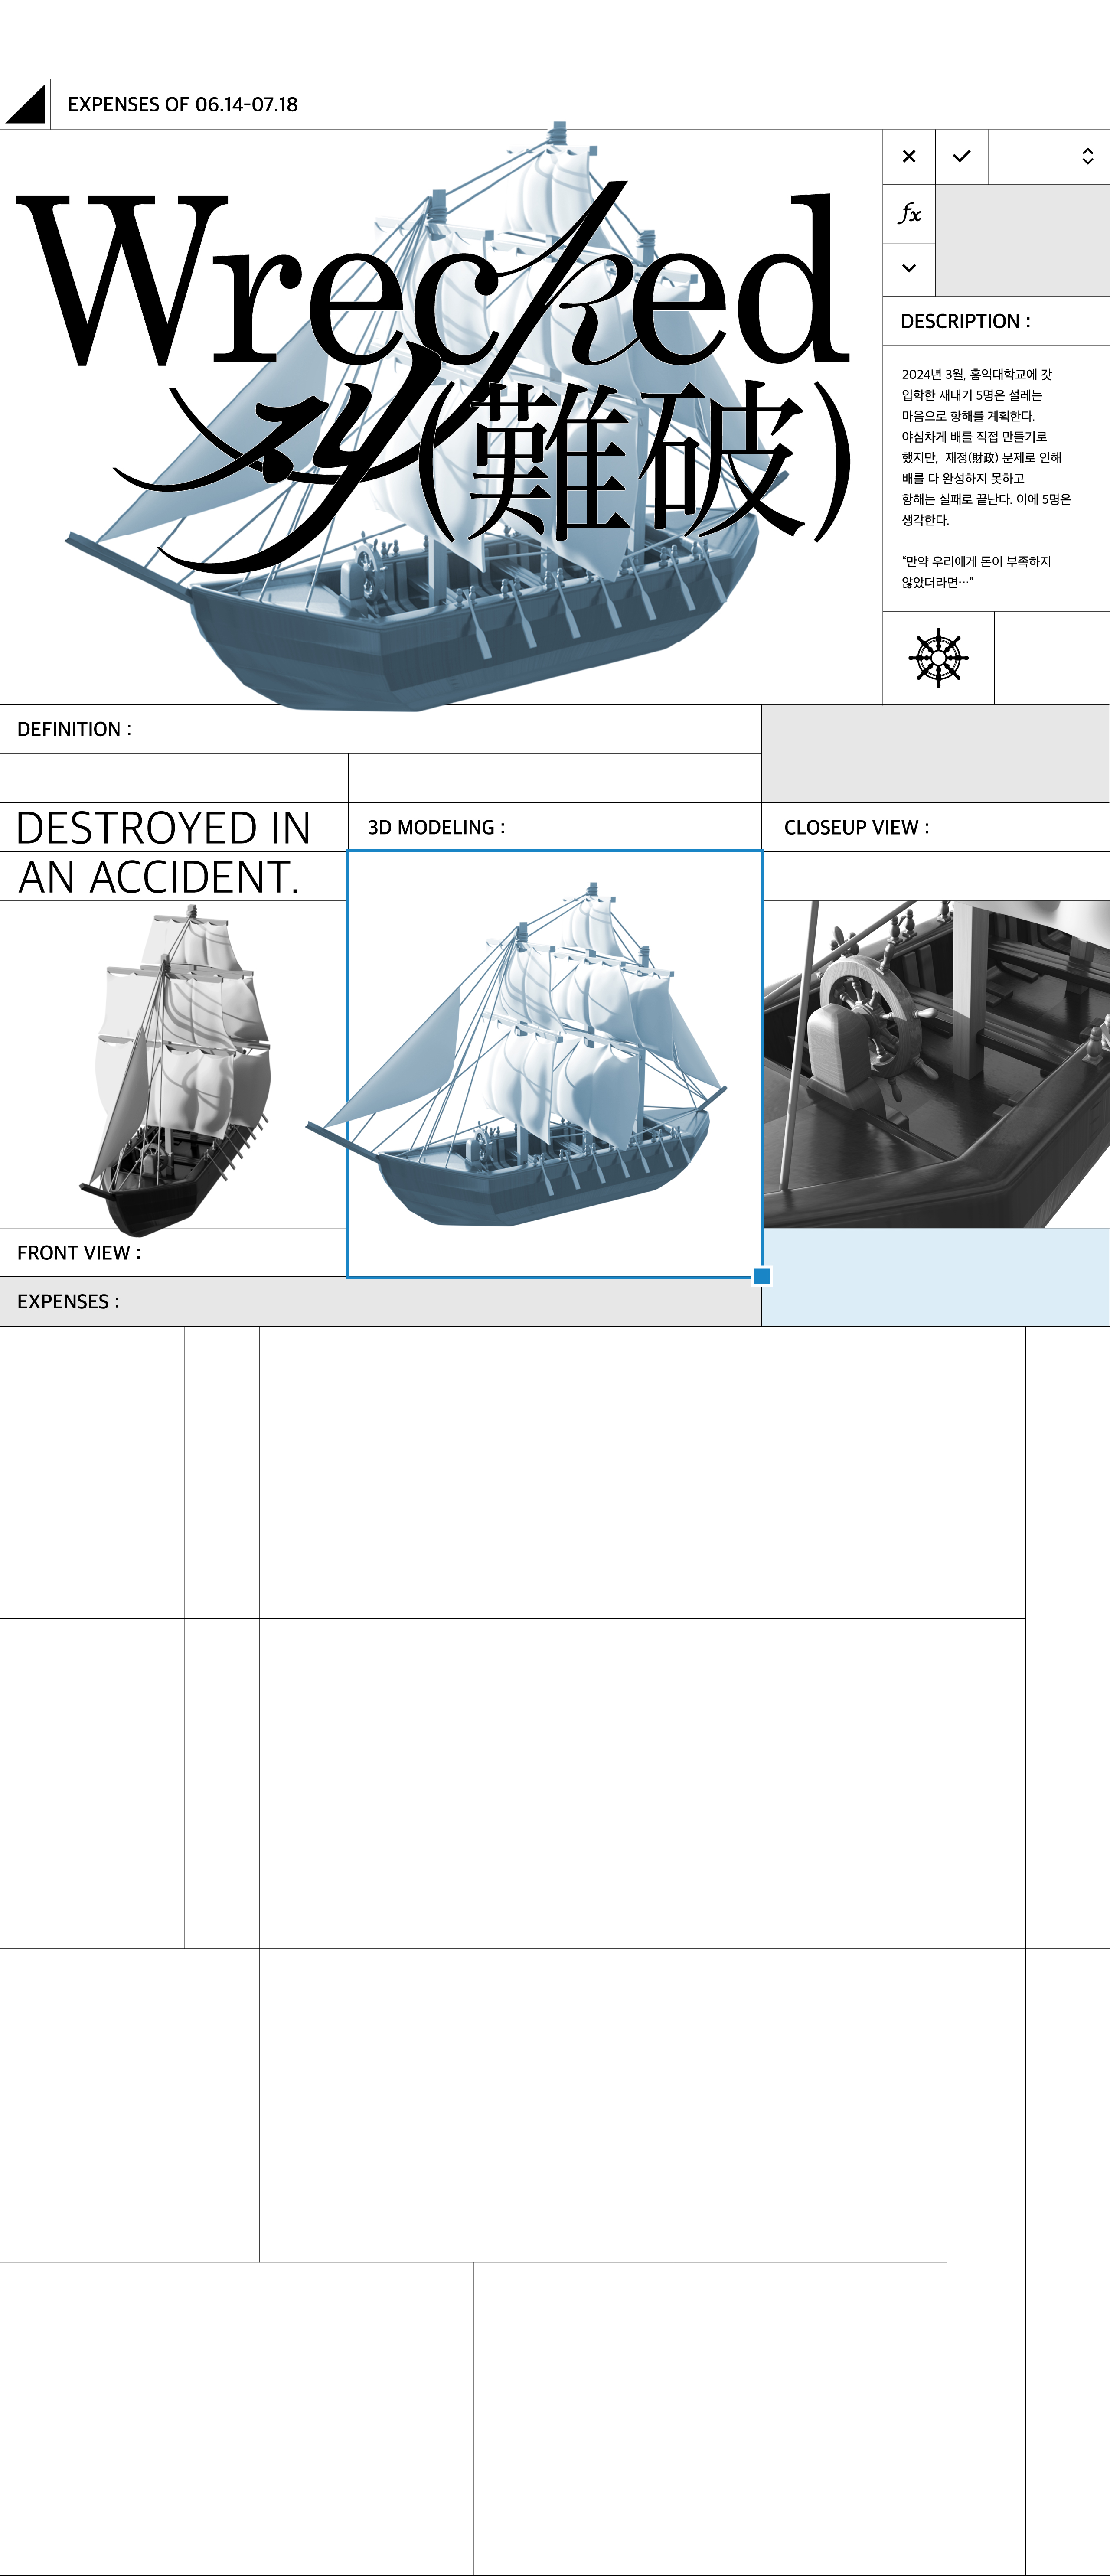 EXPENSES OF 06.14-07.18
Wrecked
(難破)
fx
DESCRIPTION :
2024년 3월, 홍익대학교에 갓
입학한 새내기 5명은 설레는
마음으로 항해를 계획한다.
야심차게 배를 직접 만들기로
했지만, 재정(財政) 문제로 인해
배를 다 완성하지 못하고
항해는 실패로 끝난다. 이에 5명은
생각한다.
“만약 우리에게 돈이 부족하지
않았더라면…”
DEFINITION :
DESTROYED IN
AN ACCIDENT.
3D MODELING :
CLOSEUP VIEW :
FRONT VIEW :
EXPENSES :